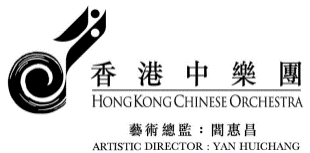 香港中樂團
HONG KONG CHINESE ORCHESTRA
藝術總監：閻惠昌
ARTISTIC DIRECTOR : YAN HUICHANG